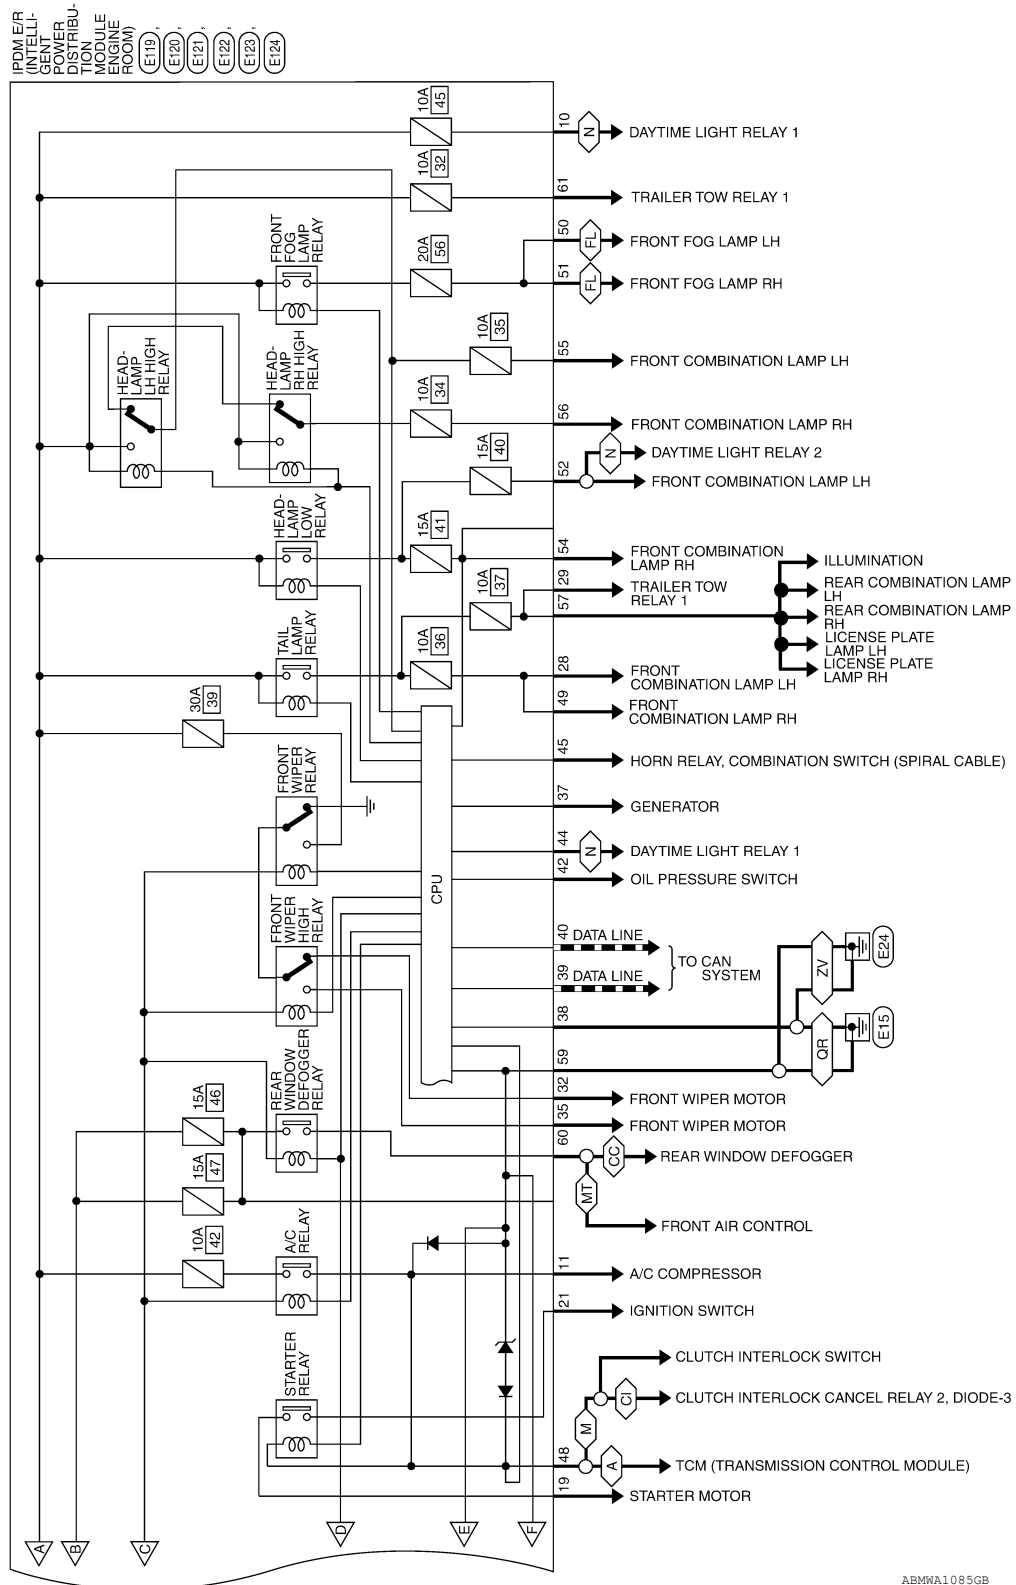 IPDM E/R
(INTELLI-
GENT
POWER
DISTRIBU-
TION
MODULE
ENGINE
ROOM)
E119 , E120 , E121 , E122 , E123 , E124
10A
45
10
N
DAYTIME LIGHT RELAY 1
10A
32
61
TRAILER TOW RELAY 1
FRONT
FOG
LAMP
RELAY
20A
56
50
FL
FRONT FOG LAMP LH
51
FL
FRONT FOG LAMP RH
HEAD-
LAMP
LH HIGH
RELAY
HEAD-
LAMP
RH HIGH
RELAY
10A
35
55
FRONT COMBINATION LAMP LH
10A
34
56
FRONT COMBINATION LAMP RH
15A
40
52
N
DAYTIME LIGHT RELAY 2
FRONT COMBINATION LAMP LH
HEAD-
LAMP
LOW
RELAY
15A
41
54
FRONT COMBINATION
LAMP RH
10A
37
29
TRAILER TOW
RELAY 1
57
ILLUMINATION
REAR COMBINATION LAMP
LH
REAR COMBINATION LAMP
RH
LICENSE PLATE
LAMP LH
LICENSE PLATE
LAMP RH
TAIL
LAMP
RELAY
10A
36
28
FRONT
COMBINATION LAMP LH
49
FRONT
COMBINATION LAMP RH
30A
39
45
HORN RELAY, COMBINATION SWITCH (SPIRAL CABLE)
FRONT
WIPER
RELAY
37
GENERATOR
44
N
DAYTIME LIGHT RELAY 1
42
OIL PRESSURE SWITCH
CPU
FRONT
WIPER
HIGH
RELAY
40
DATA LINE
39
DATA LINE
TO CAN
SYSTEM
ZV
E24
38
QR
E15
59
REAR
WINDOW
DEFOGGER
RELAY
32
FRONT WIPER MOTOR
35
FRONT WIPER MOTOR
15A
46
60
CC
REAR WINDOW DEFOGGER
15A
47
MT
FRONT AIR CONTROL
10A
42
A/C
RELAY
11
A/C COMPRESSOR
21
IGNITION SWITCH
STARTER
RELAY
CLUTCH INTERLOCK SWITCH
CI
CLUTCH INTERLOCK CANCEL RELAY 2, DIODE-3
M
48
A
TCM (TRANSMISSION CONTROL MODULE)
19
STARTER MOTOR
A
B
C
D
E
F
ABMWA1085GB